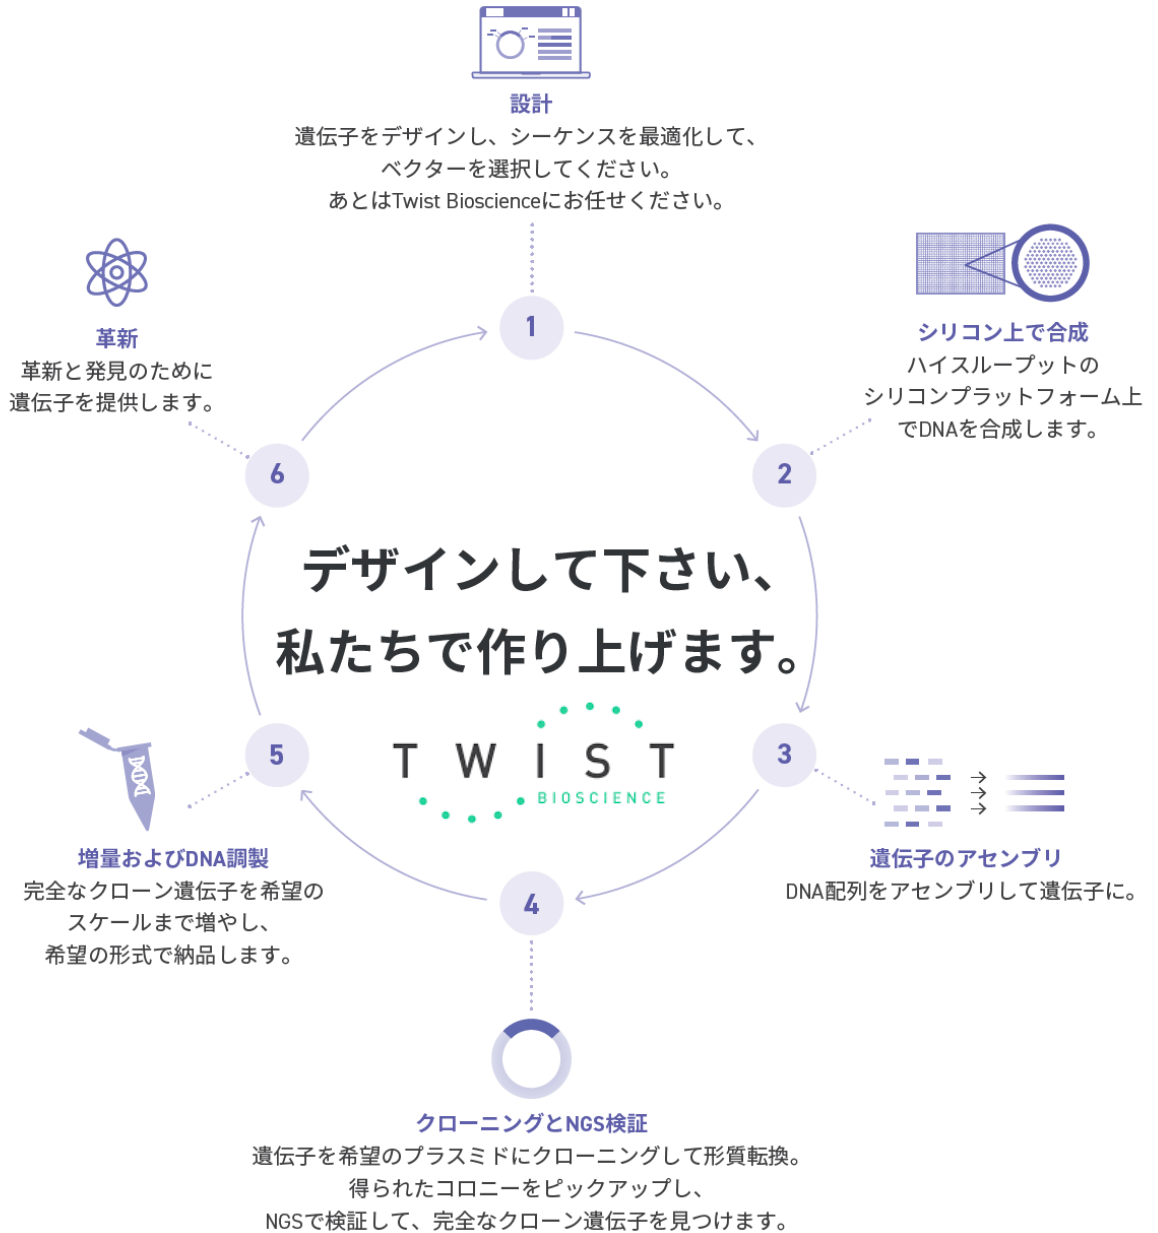 設計
遺伝子をデザインし、シーケンスを最適化して、
ベクターを選択してください。
あとはTwist Bioscienceにお任せください。
1
シリコン上で合成
ハイスループットの
シリコンプラットフォーム上
でDNAを合成します。
2
革新
革新と発見のために
遺伝子を提供します。
6
デザインして下さい、
私たちで作り上げます。
TWIST
BIOSCIENCE
3
遺伝子のアセンブリ
DNA配列をアセンブリして遺伝子に。
5
増量およびDNA調製
完全なクローン遺伝子を希望の
スケールまで増やし、
希望の形式で納品します。
4
クローニングとNGS検証
遺伝子を希望のプラスミドにクローニングして形質転換。
得られたコロニーをピックアップし、
NGSで検証して、完全なクローン遺伝子を見つけます。